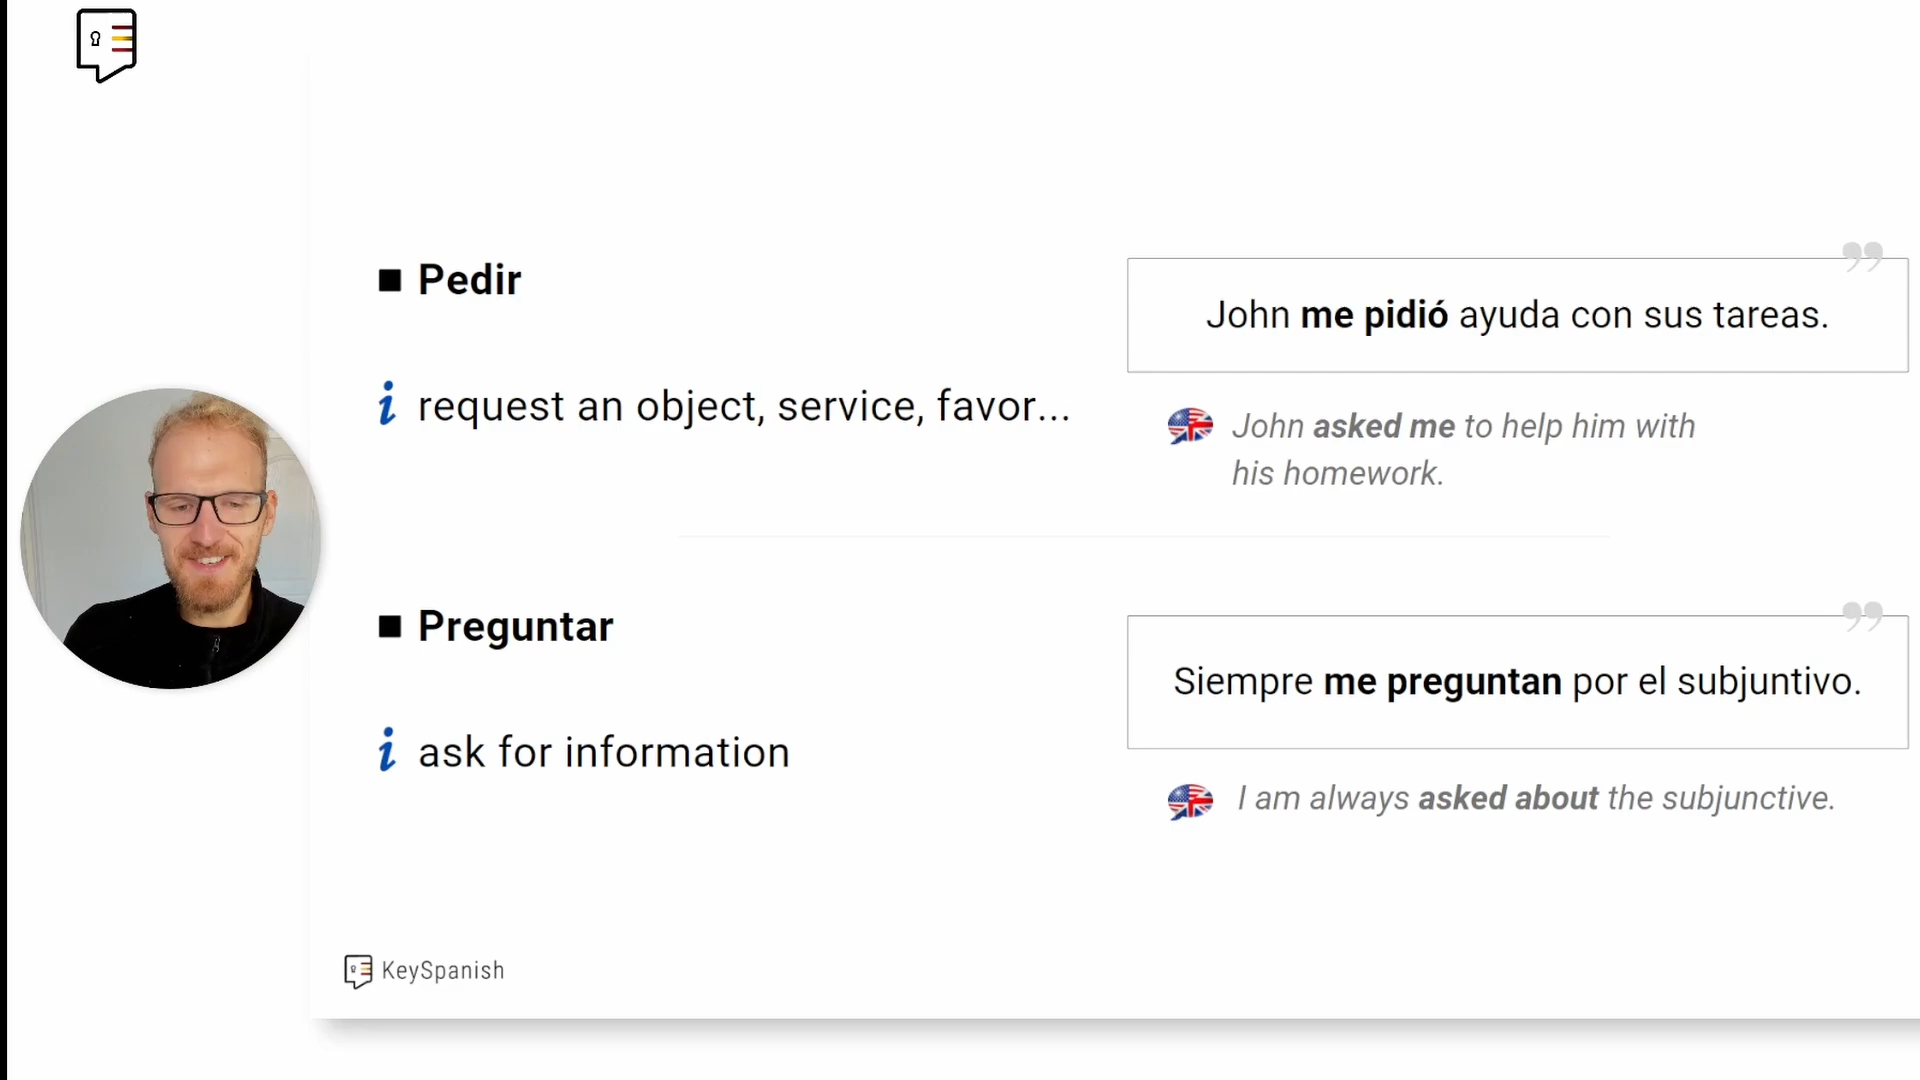 Pedir
request an object, service, favor...
John me pidió ayuda con sus tareas.
John asked me to help him with
his homework.
Preguntar
ask for information
Siempre me preguntan por el subjuntivo.
I am always asked about the subjunctive.
KeySpanish